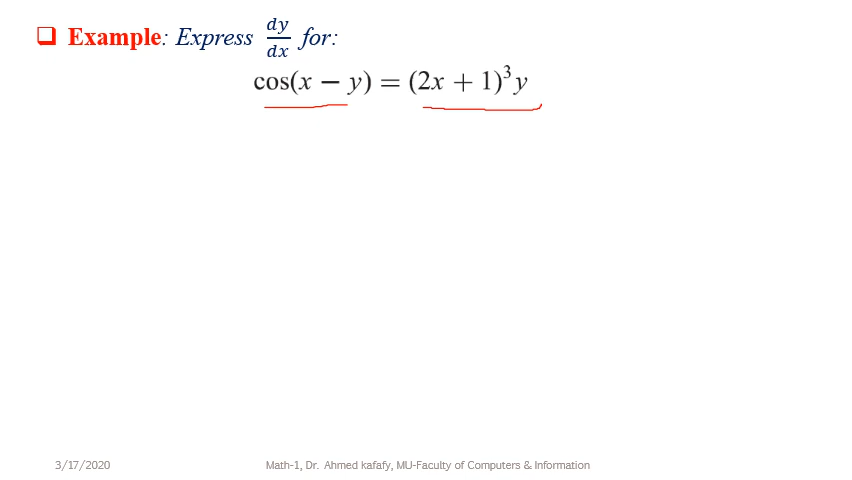 ❑ Example: Express dy/dx for:
cos(x − y) = (2x + 1)³y
3/17/2020 Math-1, Dr. Ahmed kafafy, MU-Faculty of Computers & Information